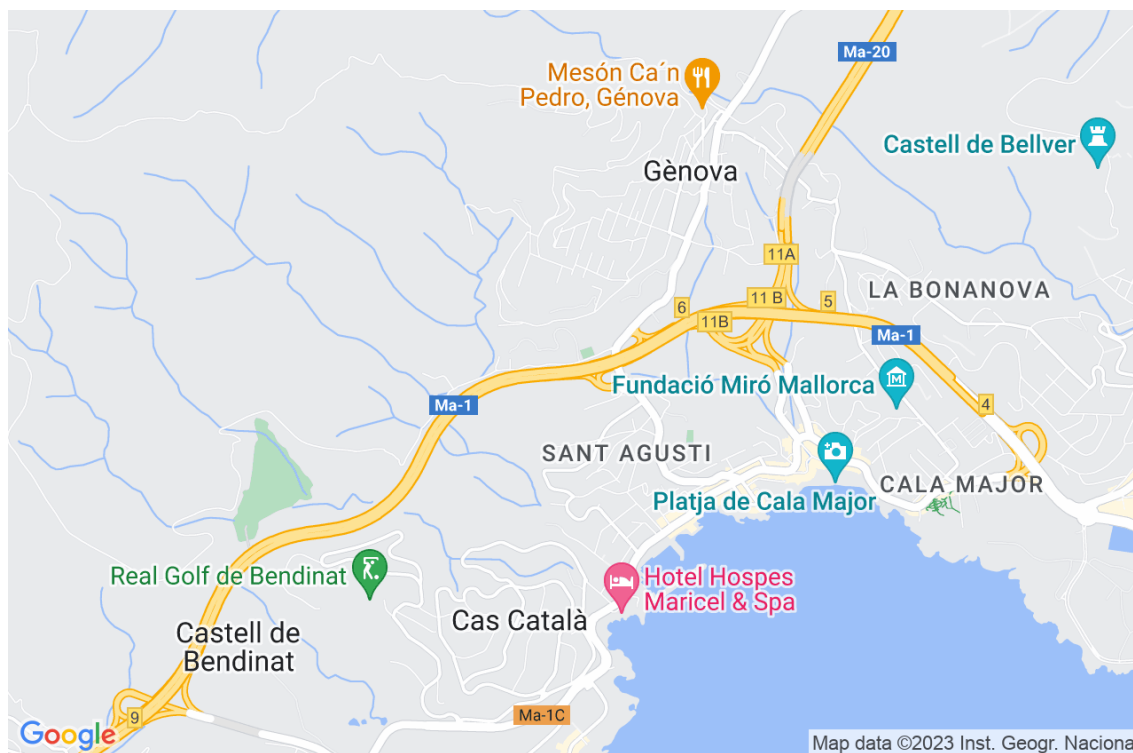 Ma-20
Mesón Ca´n
Pedro, Génova
Castell de Bellver
Gènova
11A
LA BONANOVA
11 B
5
6
11B
Ma-1
Fundació Miró Mallorca
M
Ma-1
4
SANT AGUSTI
CALA MAJOR
Platja de Cala Major
Real Golf de Bendinat
Hotel Hospes
Maricel & Spa
Cas Català
Castell de
Bendinat
9
Ma-1C
Google
Map data ©2023 Inst. Geogr. Naciona